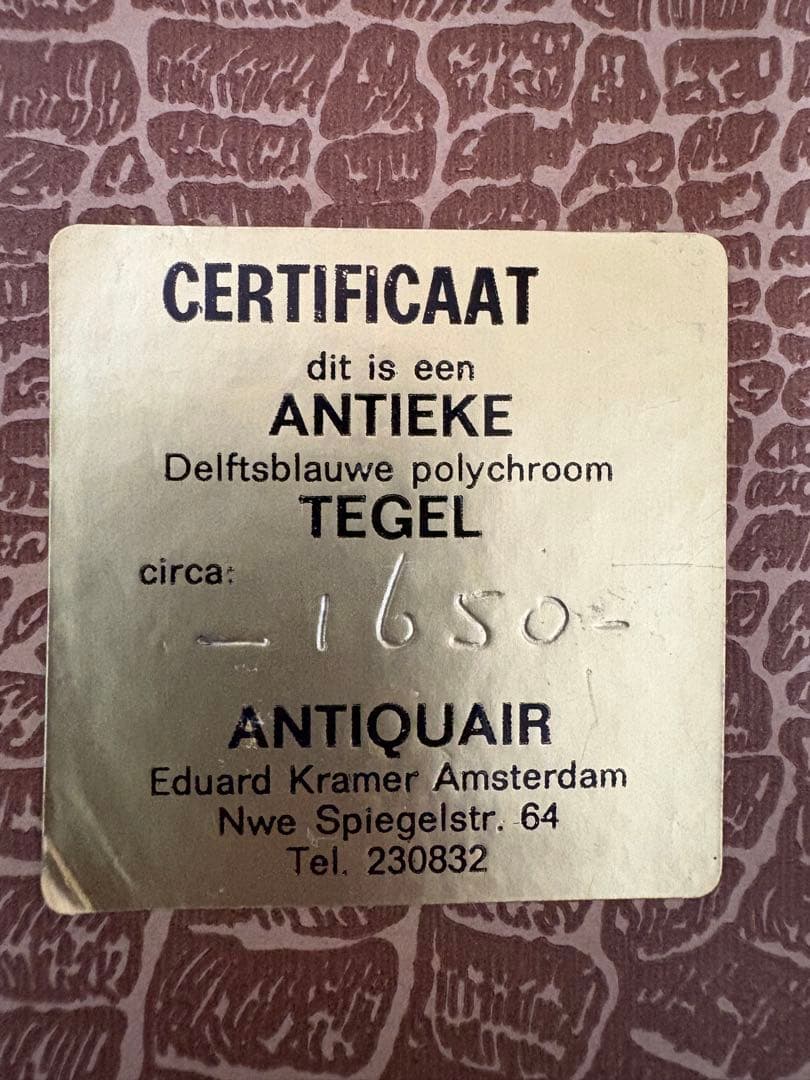 CERTIFICAAT
dit is een
ANTIEKE
Delftsblauwe polychroom
TEGEL
circa:
- 1650 -
ANTIQUAIR
Eduard Kramer Amsterdam
Nwe Spiegelstr. 64
Tel. 230832